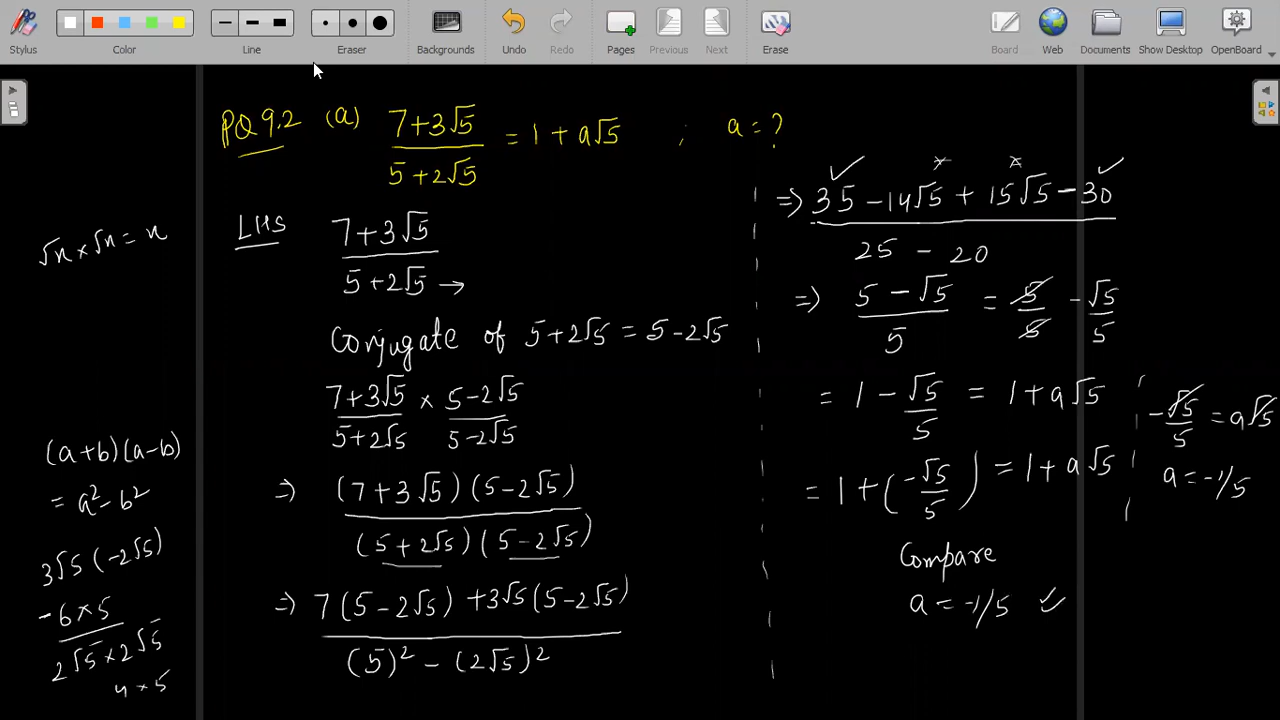 Stylus Color Line Eraser Backgrounds Undo Redo Pages Previous Next Erase Board Web Documents Show Desktop OpenBoard
PQ 9.2 (a) (7+3√5)/(5+2√5) = 1 + a√5 ; a = ?
√n × √n = n
(a+b)(a-b)
= a² - b²
3√5 (-2√5)
-6 × 5
2√5 × 2√5
4 × 5
LHS (7+3√5)/(5+2√5) →
Conjugate of 5+2√5 = 5-2√5
(7+3√5)/(5+2√5) × (5-2√5)/(5-2√5)
⇒ (7+3√5)(5-2√5)/(5+2√5)(5-2√5)
⇒ 7(5-2√5) + 3√5(5-2√5)/(5)² - (2√5)²
⇒ 35 - 14√5 + 15√5 - 30/25 - 20
⇒ (5 - √5)/5 = 5/5 - √5/5
= 1 - √5/5 = 1 + a√5
= 1 + (-√5/5) = 1 + a√5
Compare
a = -1/5 ✓
-√5/5 = a√5
a = -1/5